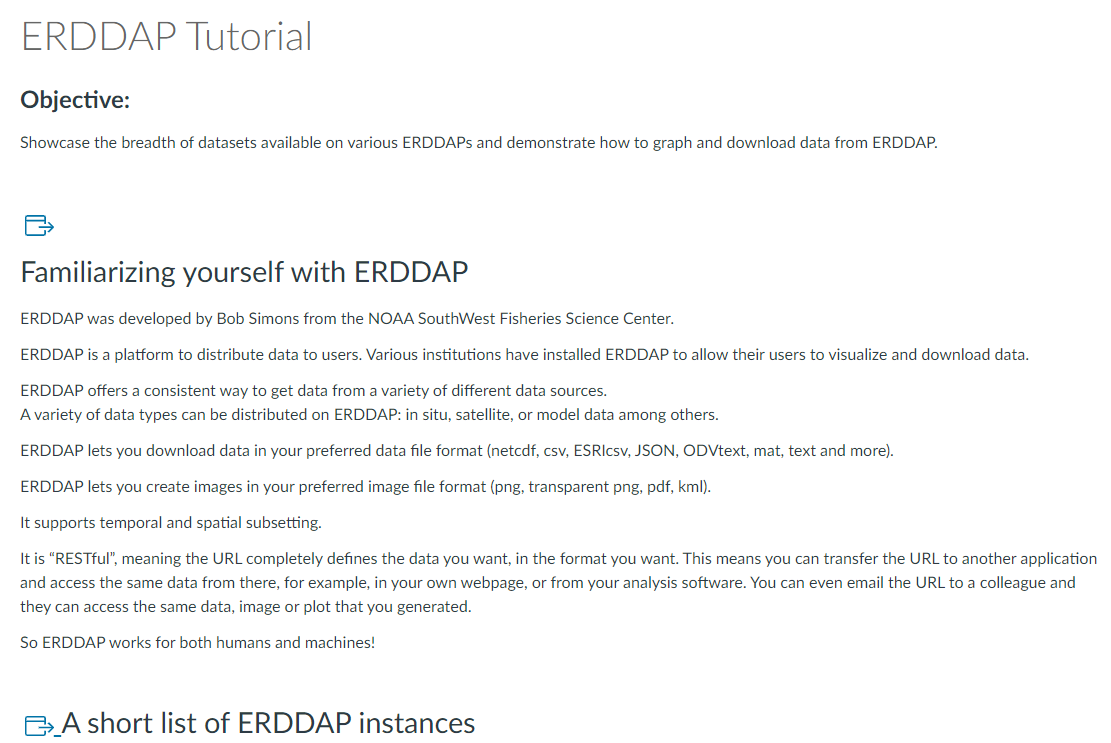 ERDDAP Tutorial
Objective:
Showcase the breadth of datasets available on various ERDDAPs and demonstrate how to graph and download data from ERDDAP.
Familiarizing yourself with ERDDAP
ERDDAP was developed by Bob Simons from the NOAA SouthWest Fisheries Science Center.
ERDDAP is a platform to distribute data to users. Various institutions have installed ERDDAP to allow their users to visualize and download data.
ERDDAP offers a consistent way to get data from a variety of different data sources.
A variety of data types can be distributed on ERDDAP: in situ, satellite, or model data among others.
ERDDAP lets you download data in your preferred data file format (netcdf, csv, ESRIcsv, JSON, ODVtext, mat, text and more).
ERDDAP lets you create images in your preferred image file format (png, transparent png, pdf, kml).
It supports temporal and spatial subsetting.
It is “RESTful”, meaning the URL completely defines the data you want, in the format you want. This means you can transfer the URL to another application
and access the same data from there, for example, in your own webpage, or from your analysis software. You can even email the URL to a colleague and
they can access the same data, image or plot that you generated.
So ERDDAP works for both humans and machines!
A short list of ERDDAP instances